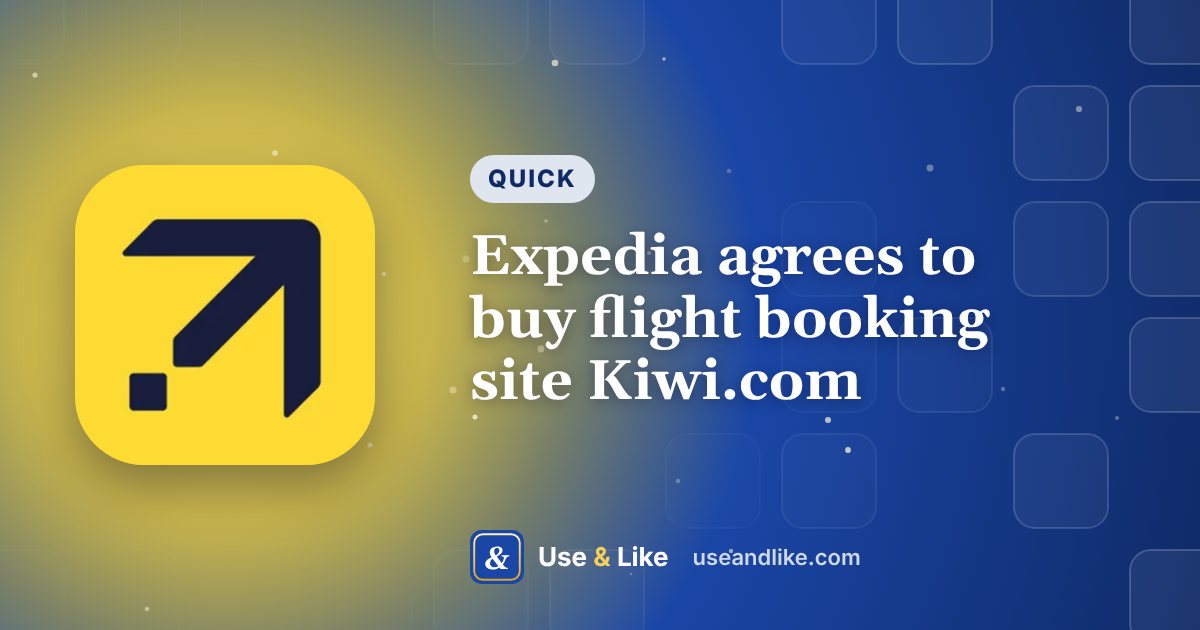 QUICK
Expedia agrees to
buy flight booking
site Kiwi.com
& Use & Like useandlike.com